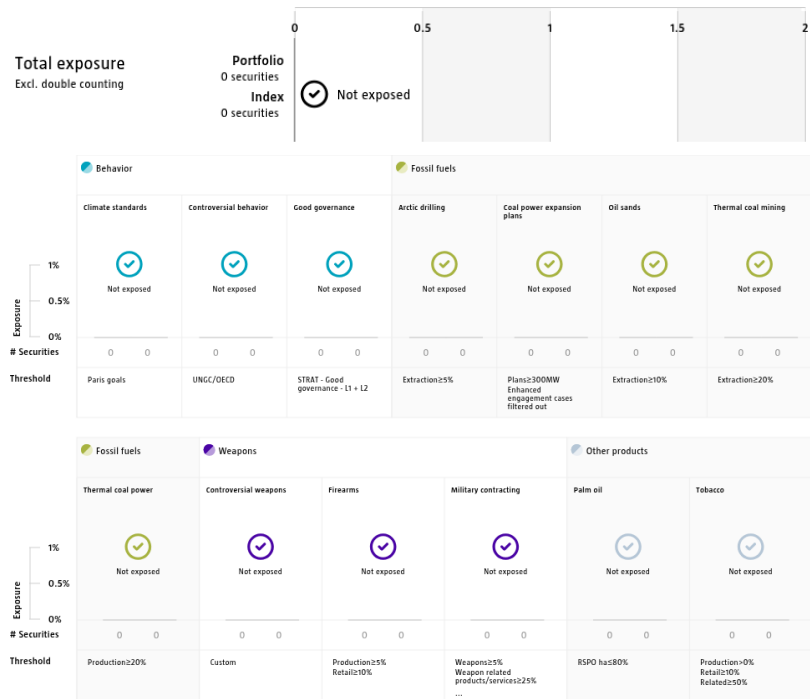 0 0.5 1 1.5 2
Total exposure
Excl. double counting
Portfolio
0 securities
Index
0 securities
Not exposed
Behavior Fossil fuels
Climate standards Controversial behavior Good governance Arctic drilling Coal power expansion plans Oil sands Thermal coal mining
Exposure
1%
0.5%
0%
Not exposed Not exposed Not exposed Not exposed Not exposed Not exposed Not exposed
# Securities 0 0 0 0 0 0 0 0 0 0 0 0 0 0
Threshold Paris goals UNGC/OECD STRAT - Good governance - L1 + L2 Extraction≥5% Plans≥300MW Enhanced engagement cases filtered out Extraction≥10% Extraction≥20%
Fossil fuels Weapons Other products
Thermal coal power Controversial weapons Firearms Military contracting Palm oil Tobacco
Exposure
1%
0.5%
0%
Not exposed Not exposed Not exposed Not exposed Not exposed Not exposed
# Securities 0 0 0 0 0 0 0 0 0 0 0 0
Threshold Production≥20% Custom Production≥5% Retail≥10% Weapons≥5% Weapon related products/services≥25% ... RSPO ha≤80% Production>0% Retail≥10% Related≥50%